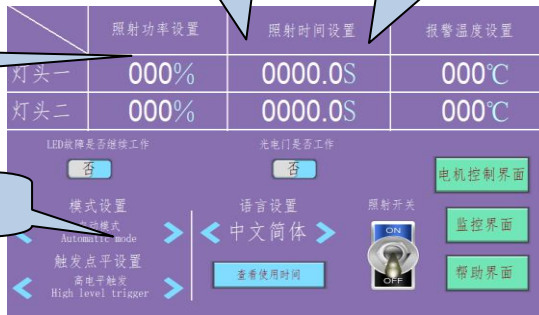 照射功率设置 照射时间设置 报警温度设置
灯头一 000% 0000.0S 000℃
灯头二 000% 0000.0S 000℃
LED故障是否继续工作 光电门是否工作
否 否
电机控制界面
模式设置 语言设置 照射开关
自动模式 中文简体 ON 监控界面
Automatic mode
触发点平设置
高电平触发 查看使用时间 帮助界面
High level trigger OFF